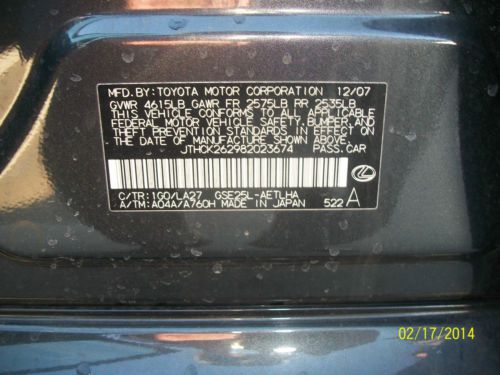 MFD. BY: TOYOTA MOTOR CORPORATION 12/07
GVWR 4615LB GAWR FR 2575LB RR 2535LB
THIS VEHICLE CONFORMS TO ALL APPLICABLE
FEDERAL MOTOR VEHICLE SAFETY, BUMPER, AND
THEFT PREVENTION STANDARDS IN EFFECT ON
THE DATE OF MANUFACTURE SHOWN ABOVE.
JTHCK262982023674 PASS.CAR
C/TR: 1G0/LA27 GSE25L-AETLHA
A/TM: A04A/A760H MADE IN JAPAN 522 A
02/17/2014